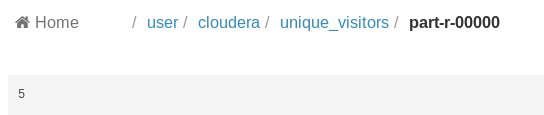 Home / user / cloudera / unique_visitors / part-r-00000
5